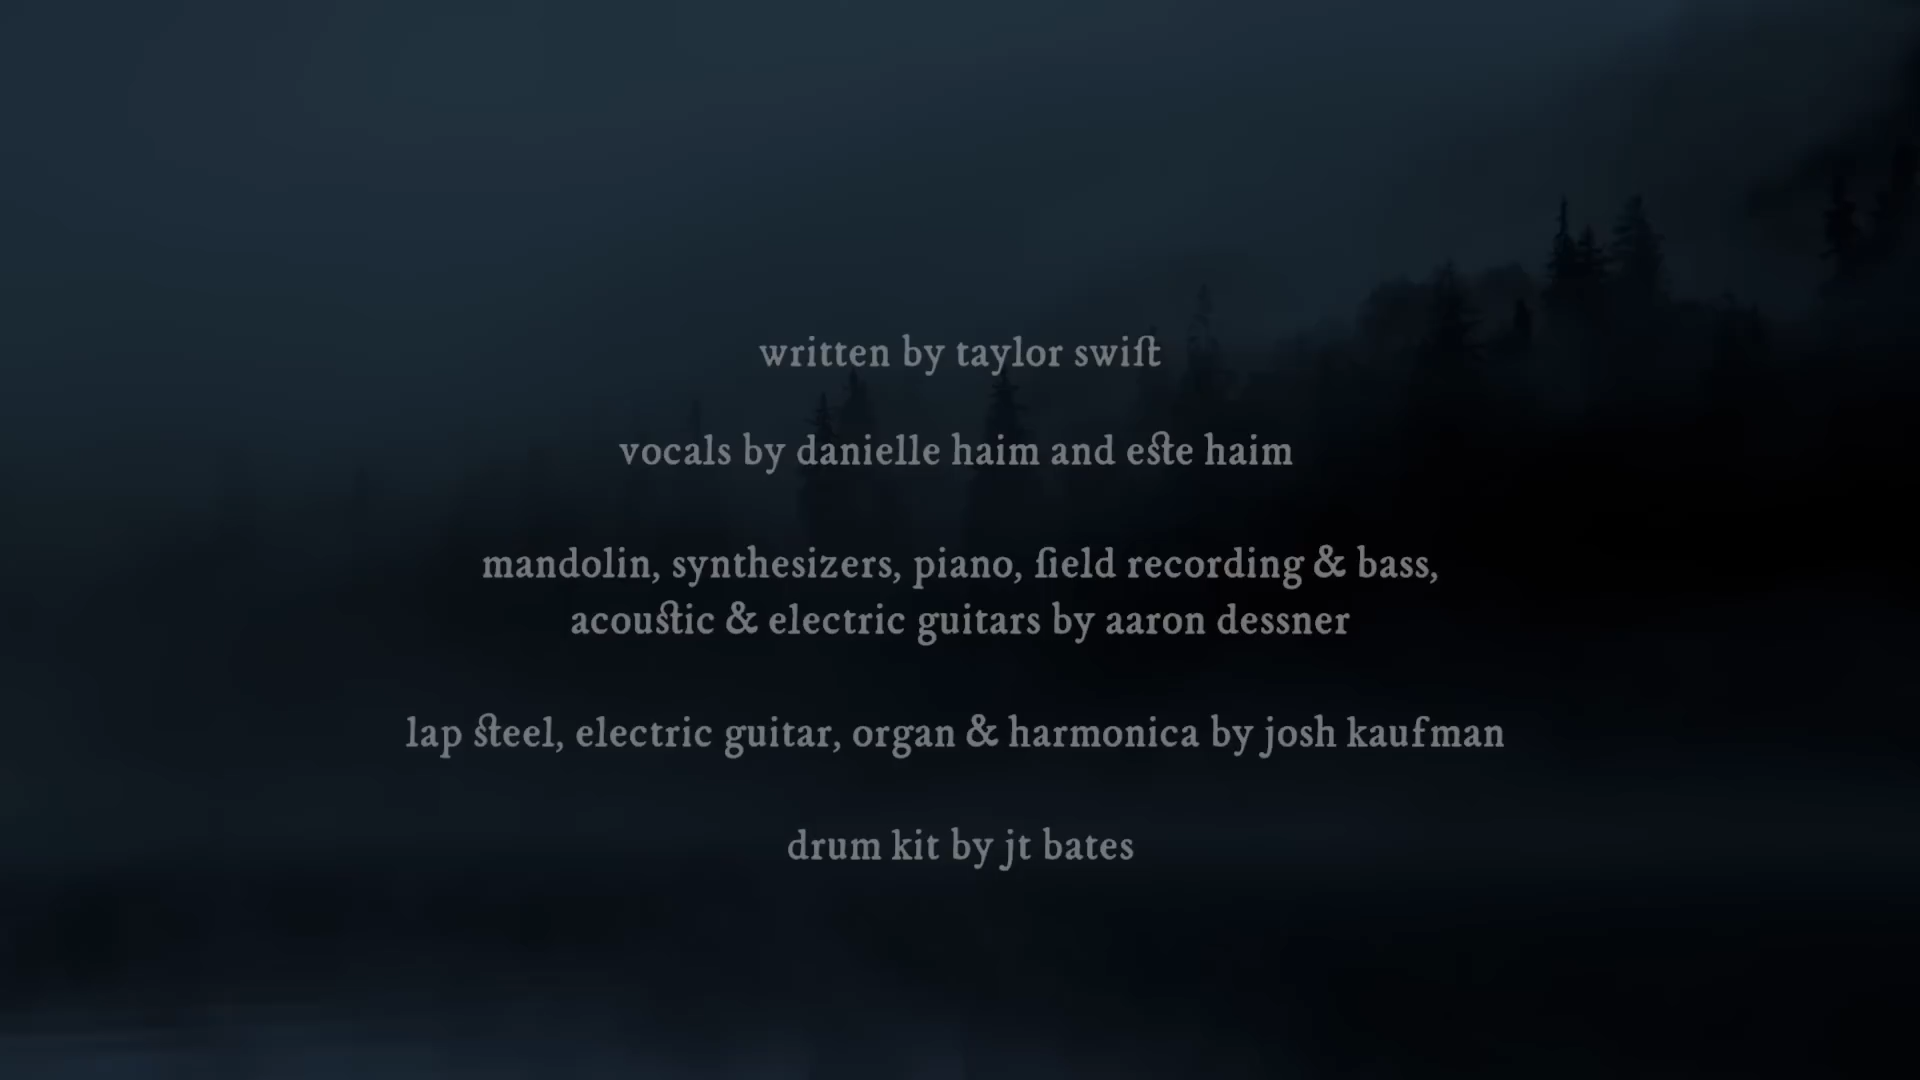 written by taylor swift
vocals by danielle haim and este haim
mandolin, synthesizers, piano, field recording & bass,
acoustic & electric guitars by aaron dessner
lap steel, electric guitar, organ & harmonica by josh kaufman
drum kit by jt bates